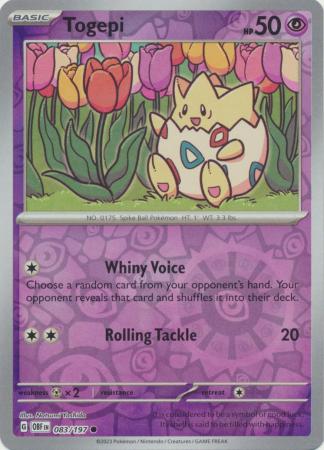 BASIC
Togepi
HP 50
NO. 0175 Spike Ball Pokémon HT. 1' WT. 3.3 lbs.
Whiny Voice
Choose a random card from your opponent's hand. Your
opponent reveals that card and shuffles it into their deck.
Rolling Tackle 20
weakness ×2 resistance retreat
Illus. Natsumi Yoshida
G OBF EN 083/197
It is considered to be a symbol of good luck.
Its shell is said to be filled with happiness.
©2023 Pokémon / Nintendo / Creatures / GAME FREAK